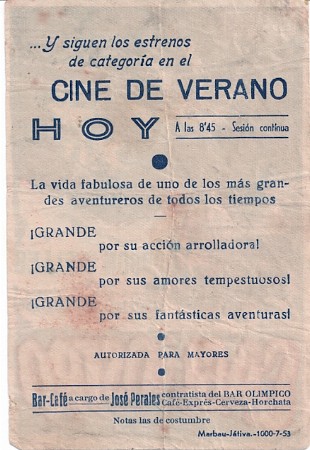 ...Y siguen los estrenos
de categoría en el
CINE DE VERANO
HOY A las 8'45 - Sesión contínua
La vida fabulosa de uno de los más gran-
des aventureros de todos los tiempos
¡GRANDE
por su acción arrolladora!
¡GRANDE
por sus amores tempestuosos!
¡GRANDE
por sus fantásticas aventuras!
AUTORIZADA PARA MAYORES
Bar-Café a cargo de José Perales contratista del BAR OLIMPICO
Café-Exprés-Cerveza-Horchata
Notas las de costumbre
Marbau-Játiva.-1000-7-53